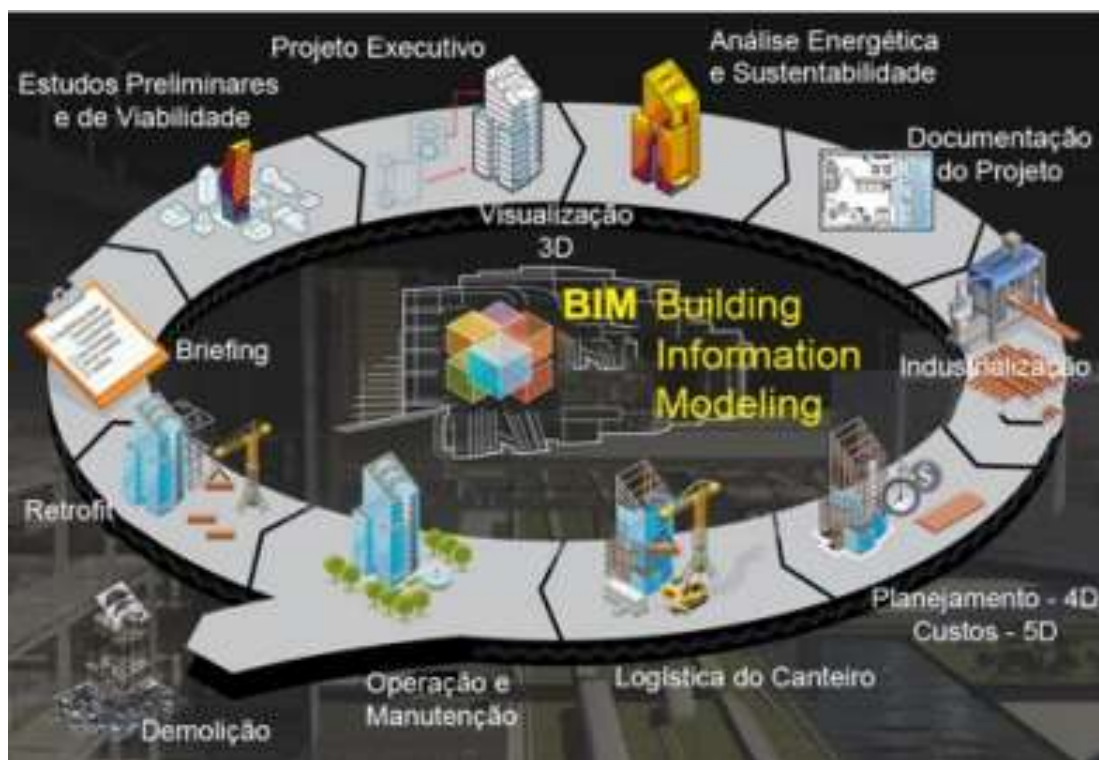 Projeto Executivo
Análise Energética
e Sustentabilidade
Estudos Preliminares
e de Viabilidade
Documentação
do Projeto
Visualização
3D
BIM Building
Information
Modeling
Briefing
Industrialização
Retrofit
Planejamento - 4D
Custos - 5D
Logística do Canteiro
Operação e
Manutenção
Demolição